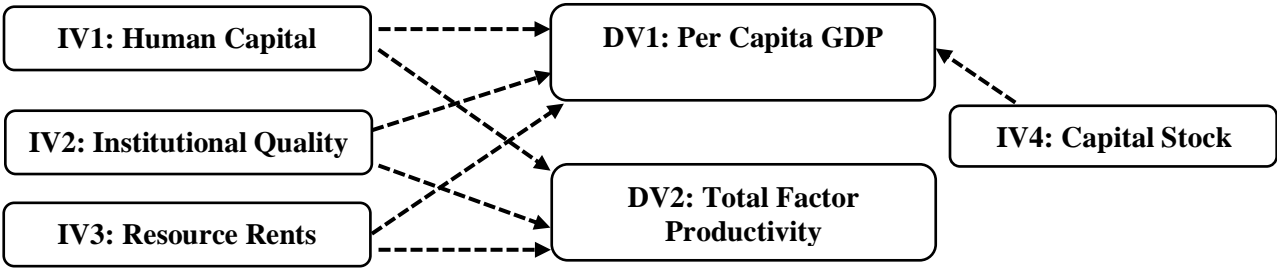 IV1: Human Capital
DV1: Per Capita GDP
IV2: Institutional Quality
IV4: Capital Stock
DV2: Total Factor
Productivity
IV3: Resource Rents